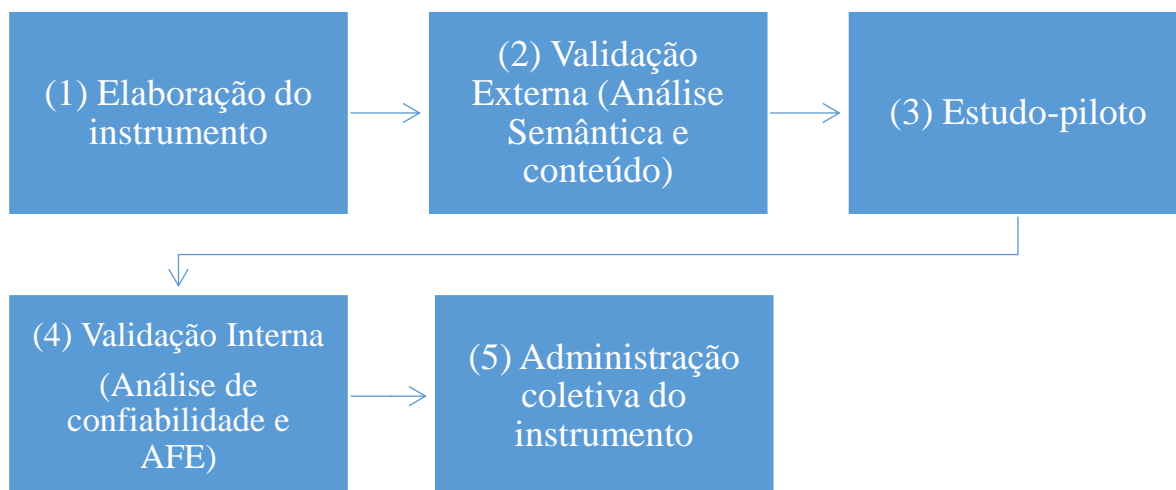 (1) Elaboração do
instrumento
(2) Validação
Externa (Análise
Semântica e
conteúdo)
(3) Estudo-piloto
(4) Validação Interna
(Análise de
confiabilidade e
AFE)
(5) Administração
coletiva do
instrumento